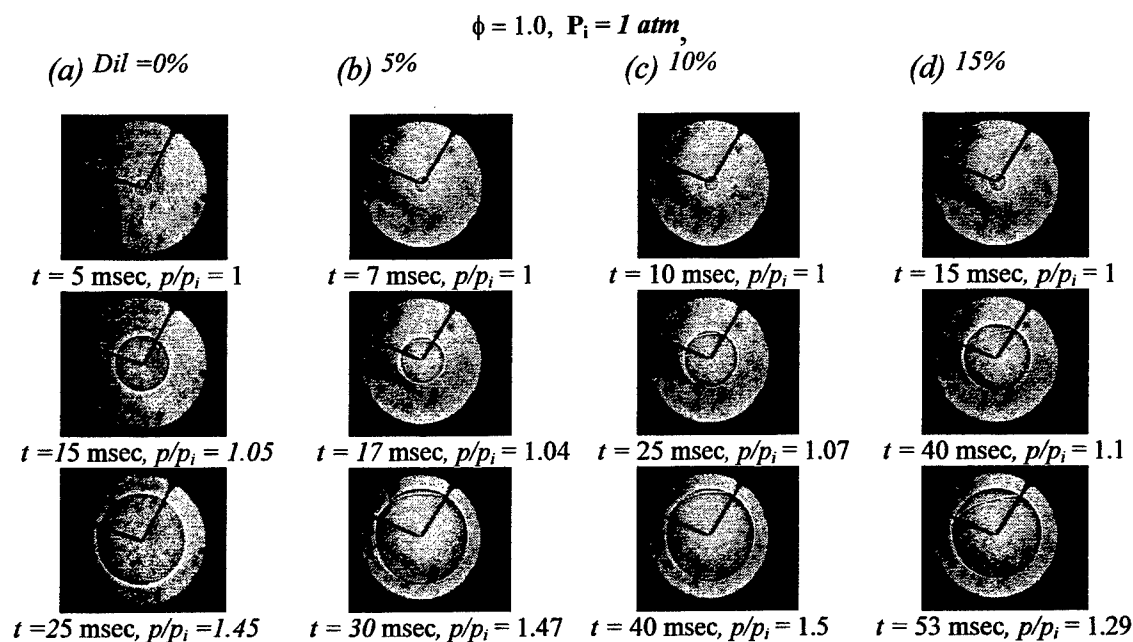 ϕ = 1.0, Pᵢ = 1 atm,
(a) Dil =0% (b) 5% (c) 10% (d) 15%
t = 5 msec, p/pᵢ = 1 t = 7 msec, p/pᵢ = 1 t = 10 msec, p/pᵢ = 1 t = 15 msec, p/pᵢ = 1
t =15 msec, p/pᵢ = 1.05 t = 17 msec, p/pᵢ = 1.04 t = 25 msec, p/pᵢ = 1.07 t = 40 msec, p/pᵢ = 1.1
t =25 msec, p/pᵢ =1.45 t = 30 msec, p/pᵢ = 1.47 t = 40 msec, p/pᵢ = 1.5 t = 53 msec, p/pᵢ = 1.29